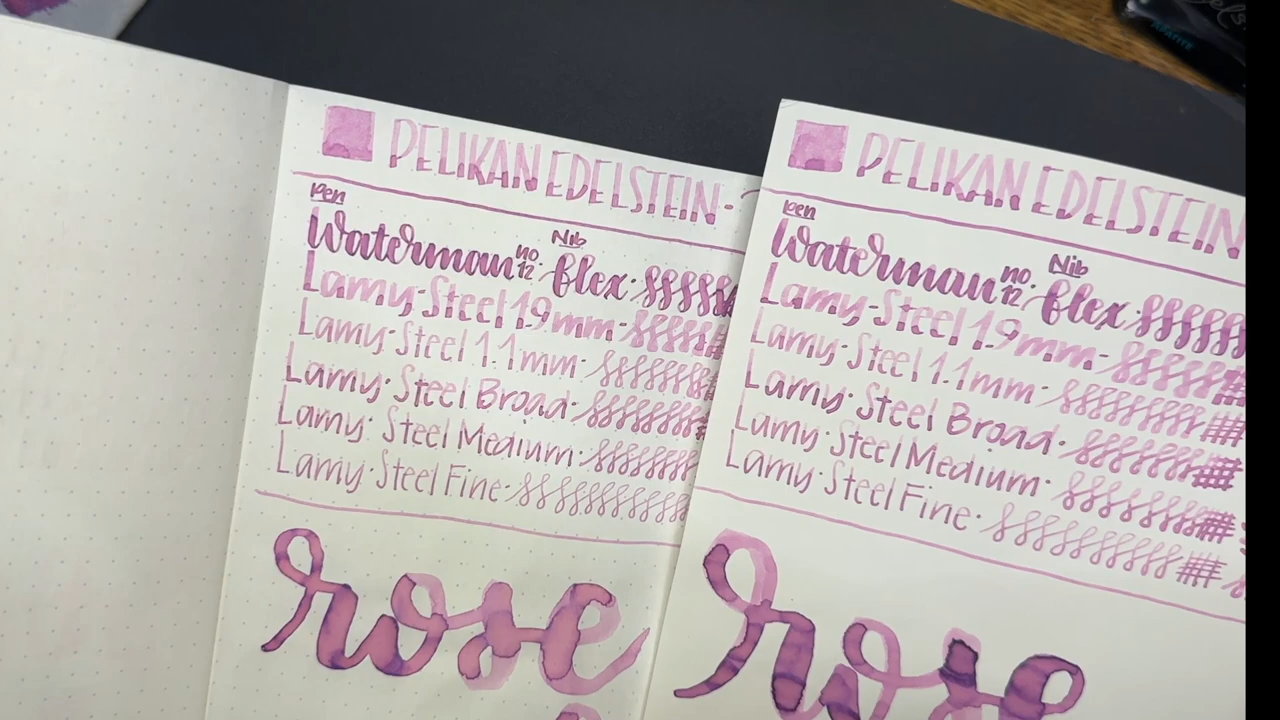 PELIKAN EDELSTEIN-
Pen
Nib
Waterman no. 12 · flex ·
Lamy · Steel 1.9mm ·
Lamy · Steel 1.1mm ·
Lamy · Steel Broad ·
Lamy · Steel Medium ·
Lamy · Steel Fine ·
rose
PELIKAN EDELSTEIN
Pen
Nib
Waterman no. 12 · flex ·
Lamy · Steel 1.9mm ·
Lamy · Steel 1.1mm ·
Lamy · Steel Broad ·
Lamy · Steel Medium ·
Lamy · Steel Fine ·
rose
APATITE